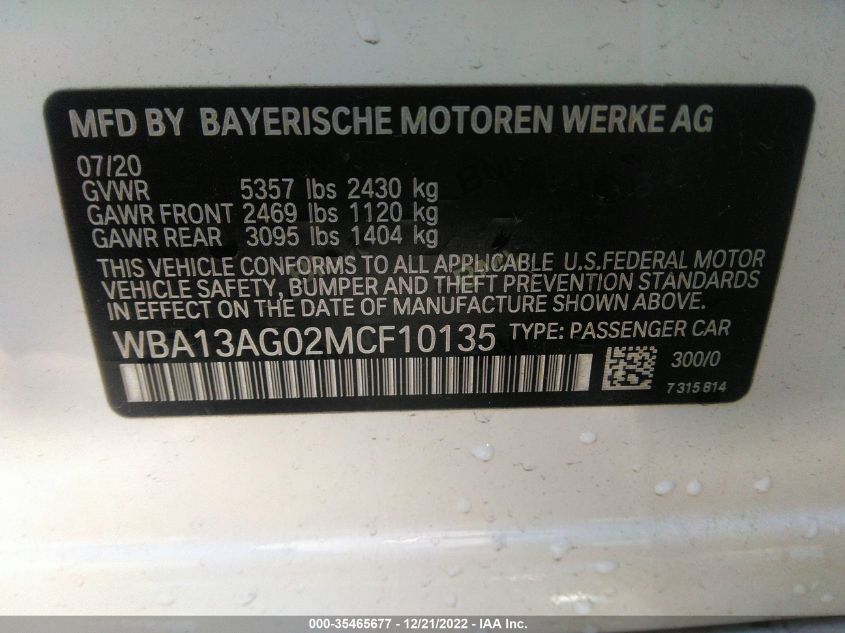 MFD BY BAYERISCHE MOTOREN WERKE AG
07/20
GVWR 5357 lbs 2430 kg
GAWR FRONT 2469 lbs 1120 kg
GAWR REAR 3095 lbs 1404 kg
THIS VEHICLE CONFORMS TO ALL APPLICABLE U.S.FEDERAL MOTOR
VEHICLE SAFETY, BUMPER AND THEFT PREVENTION STANDARDS
IN EFFECT ON THE DATE OF MANUFACTURE SHOWN ABOVE.
WBA13AG02MCF10135 TYPE: PASSENGER CAR
300/0
7 315 814
000-35465677 - 12/21/2022 - IAA Inc.